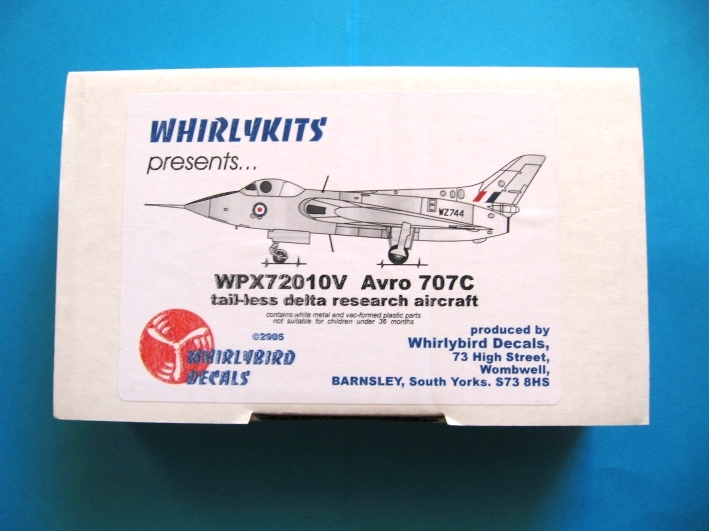 WHIRLYKITS
presents...
WZ744
WPX72010V Avro 707C
tail-less delta research aircraft
contains white metal and vac-formed plastic parts
not suitable for children under 36 months
©2005
WHIRLYBIRD
DECALS
produced by
Whirlybird Decals,
73 High Street,
Wombwell,
BARNSLEY, South Yorks. S73 8HS